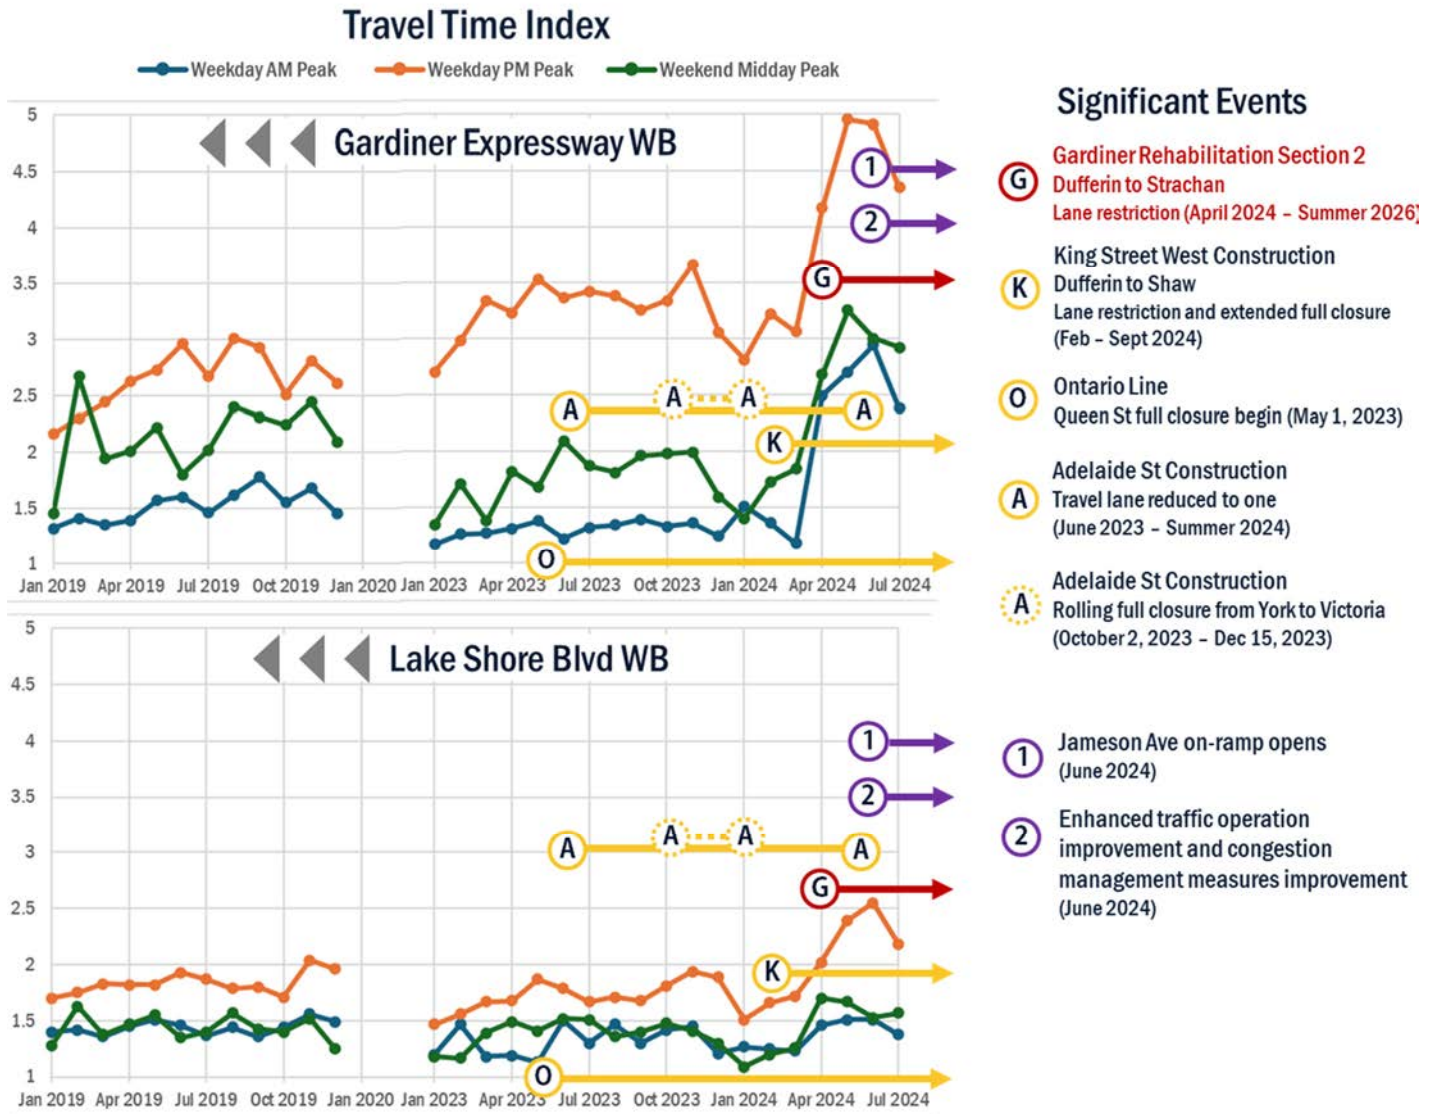 Travel Time Index
Weekday AM Peak Weekday PM Peak Weekend Midday Peak
Gardiner Expressway WB
5
4.5
4
3.5
3
2.5
2
1.5
1
1
2
G
A A A A
K
O
Jan 2019 Apr 2019 Jul 2019 Oct 2019 Jan 2020 Jan 2023 Apr 2023 Jul 2023 Oct 2023 Jan 2024 Apr 2024 Jul 2024
Lake Shore Blvd WB
5
4.5
4
3.5
3
2.5
2
1.5
1
1
2
A A A A
G
K
O
Jan 2019 Apr 2019 Jul 2019 Oct 2019 Jan 2020 Jan 2023 Apr 2023 Jul 2023 Oct 2023 Jan 2024 Apr 2024 Jul 2024
Significant Events
G
Gardiner Rehabilitation Section 2
Dufferin to Strachan
Lane restriction (April 2024 – Summer 2026)
K
King Street West Construction
Dufferin to Shaw
Lane restriction and extended full closure
(Feb – Sept 2024)
O
Ontario Line
Queen St full closure begin (May 1, 2023)
A
Adelaide St Construction
Travel lane reduced to one
(June 2023 – Summer 2024)
A
Adelaide St Construction
Rolling full closure from York to Victoria
(October 2, 2023 – Dec 15, 2023)
1
Jameson Ave on-ramp opens
(June 2024)
2
Enhanced traffic operation
improvement and congestion
management measures improvement
(June 2024)